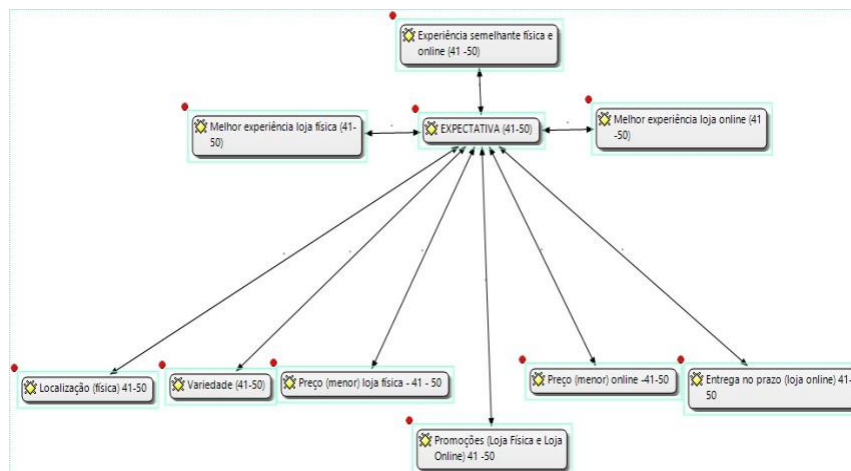 Experiência semelhante física e
online (41 -50)
Melhor experiência loja física (41-
50)
EXPECTATIVA (41-50)
Melhor experiência loja online (41
-50)
Localização (física) 41-50
Variedade (41-50)
Preço (menor) loja física - 41 - 50
Preço (menor) online -41-50
Entrega no prazo (loja online) 41-
50
Promoções (Loja Física e Loja
Online) 41 -50